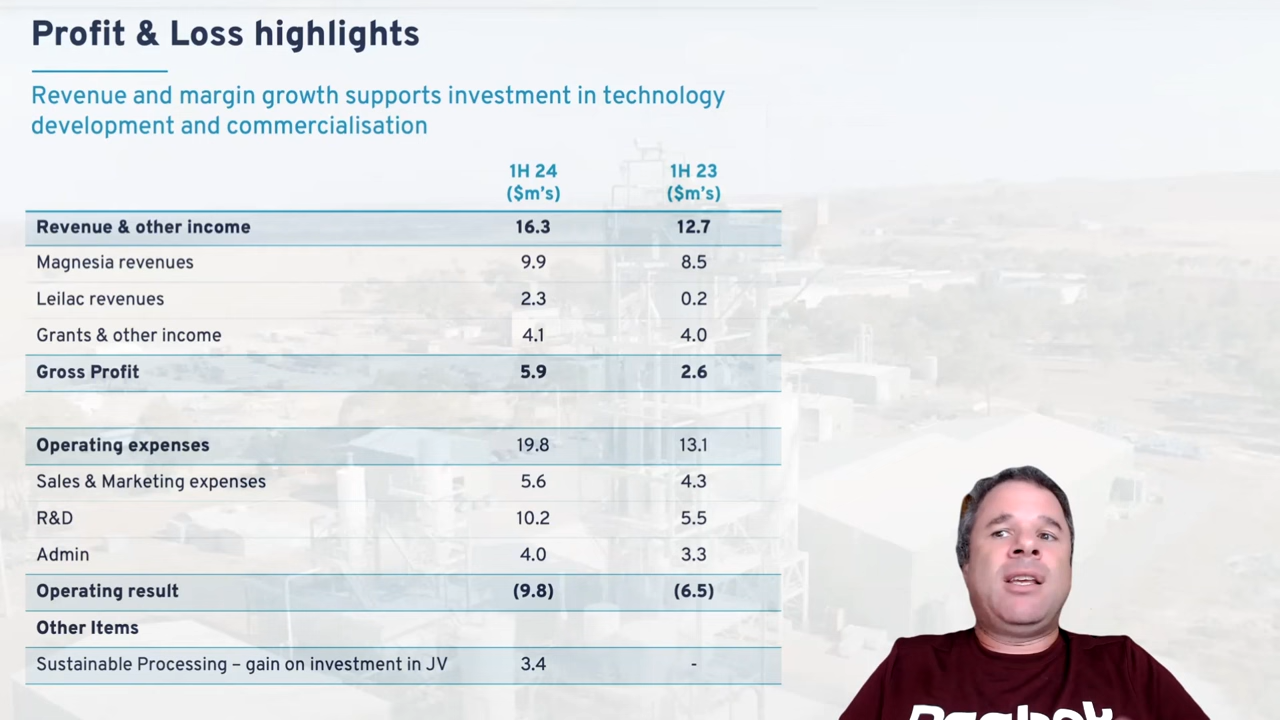 Profit & Loss highlights
Revenue and margin growth supports investment in technology
development and commercialisation
1H 24 1H 23
($m's) ($m's)
Revenue & other income 16.3 12.7
Magnesia revenues 9.9 8.5
Leilac revenues 2.3 0.2
Grants & other income 4.1 4.0
Gross Profit 5.9 2.6
Operating expenses 19.8 13.1
Sales & Marketing expenses 5.6 4.3
R&D 10.2 5.5
Admin 4.0 3.3
Operating result (9.8) (6.5)
Other Items
Sustainable Processing – gain on investment in JV 3.4 -
Reebok